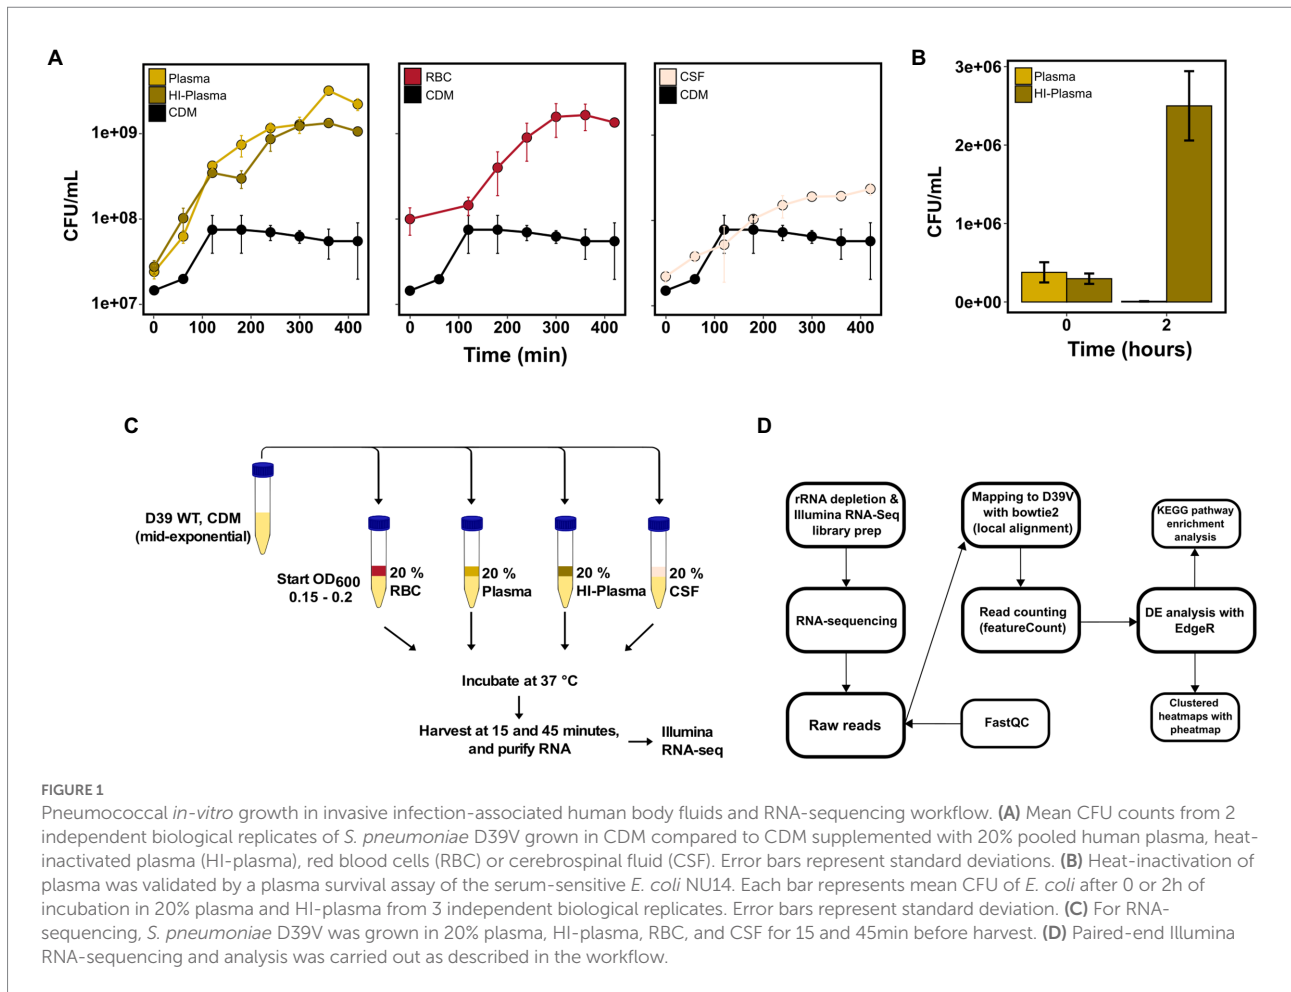 A
Plasma
HI-Plasma
CDM
RBC
CDM
CSF
CDM
CFU/mL
1e+09
1e+08
1e+07
0 100 200 300 400
0 100 200 300 400
0 100 200 300 400
Time (min)
B
Plasma
HI-Plasma
CFU/mL
3e+06
2e+06
1e+06
0e+00
0 2
Time (hours)
C
D39 WT, CDM
(mid-exponential)
Start OD600
0.15 - 0.2
20 %
RBC
20 %
Plasma
20 %
HI-Plasma
20 %
CSF
Incubate at 37 °C
Harvest at 15 and 45 minutes,
and purify RNA
Illumina
RNA-seq
D
rRNA depletion &
Illumina RNA-Seq
library prep
RNA-sequencing
Raw reads
FastQC
Mapping to D39V
with bowtie2
(local alignment)
Read counting
(featureCount)
DE analysis with
EdgeR
KEGG pathway
enrichment
analysis
Clustered
heatmaps with
pheatmap
FIGURE 1
Pneumococcal in-vitro growth in invasive infection-associated human body fluids and RNA-sequencing workflow. (A) Mean CFU counts from 2
independent biological replicates of S. pneumoniae D39V grown in CDM compared to CDM supplemented with 20% pooled human plasma, heat-
inactivated plasma (HI-plasma), red blood cells (RBC) or cerebrospinal fluid (CSF). Error bars represent standard deviations. (B) Heat-inactivation of
plasma was validated by a plasma survival assay of the serum-sensitive E. coli NU14. Each bar represents mean CFU of E. coli after 0 or 2h of
incubation in 20% plasma and HI-plasma from 3 independent biological replicates. Error bars represent standard deviation. (C) For RNA-
sequencing, S. pneumoniae D39V was grown in 20% plasma, HI-plasma, RBC, and CSF for 15 and 45min before harvest. (D) Paired-end Illumina
RNA-sequencing and analysis was carried out as described in the workflow.